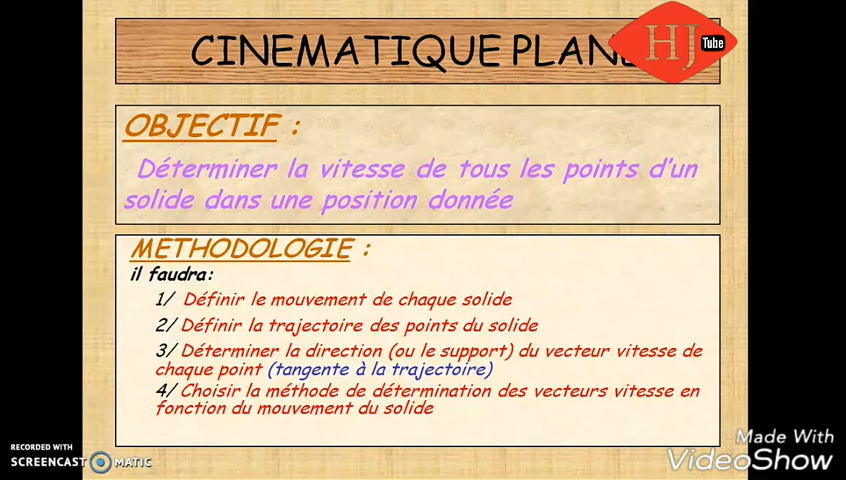 CINEMATIQUE PLANE
HJ
Tube
OBJECTIF :
Déterminer la vitesse de tous les points d'un
solide dans une position donnée
METHODOLOGIE :
il faudra:
1/ Définir le mouvement de chaque solide
2/ Définir la trajectoire des points du solide
3/ Déterminer la direction (ou le support) du vecteur vitesse de
chaque point (tangente à la trajectoire)
4/ Choisir la méthode de détermination des vecteurs vitesse en
fonction du mouvement du solide
RECORDED WITH
SCREENCAST MATIC
Made With
VideoShow